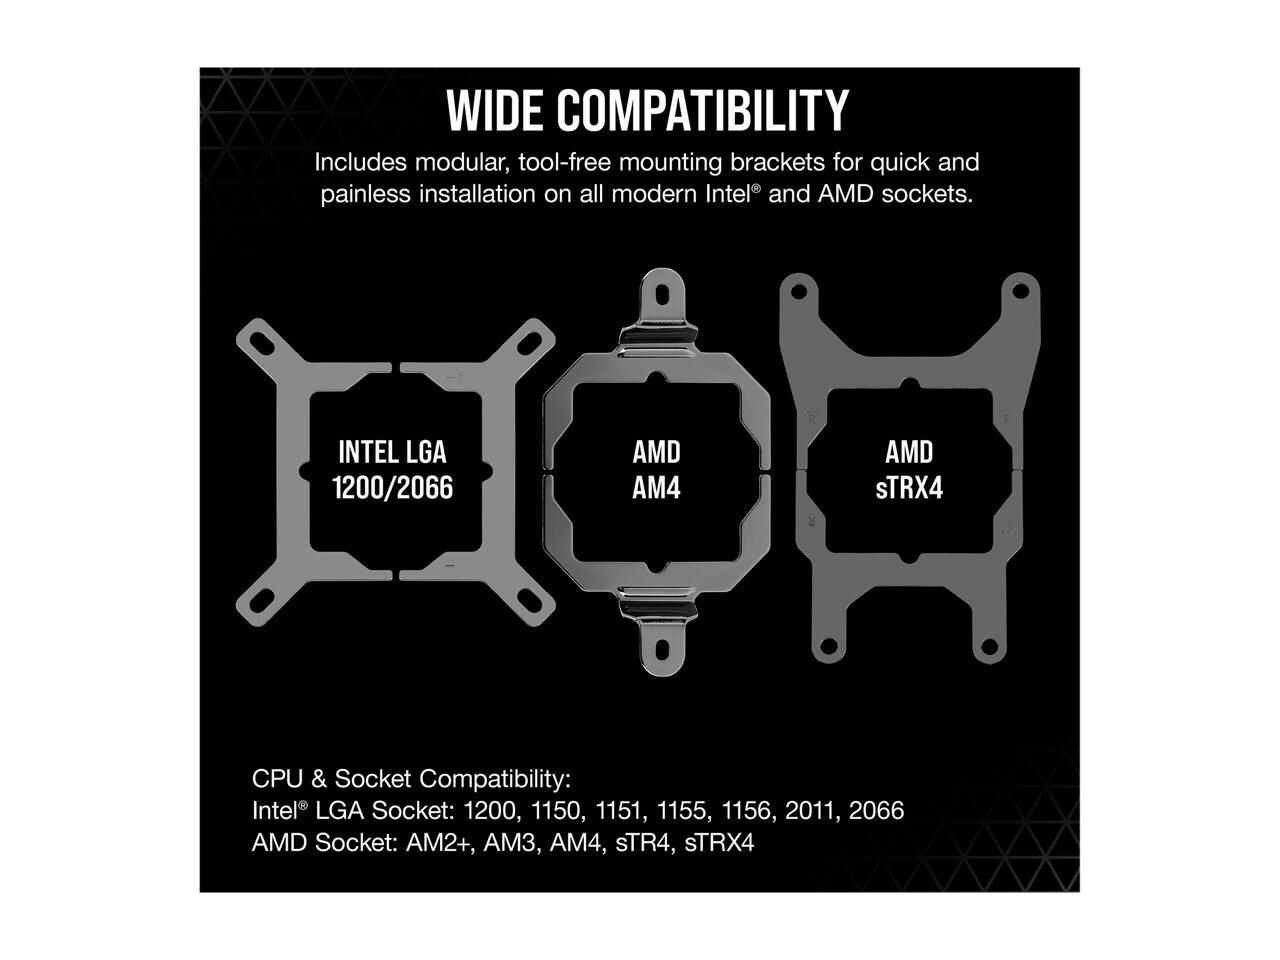 WIDE COMPATIBILITY
Includes modular, tool-free mounting brackets for quick and
painless installation on all modern Intel® and AMD sockets.
INTEL LGA
1200/2066
AMD
AM4
AMD
sTRX4
CPU & Socket Compatibility:
Intel® LGA Socket: 1200, 1150, 1151, 1155, 1156, 2011, 2066
AMD Socket: AM2+, AM3, AM4, sTR4, sTRX4